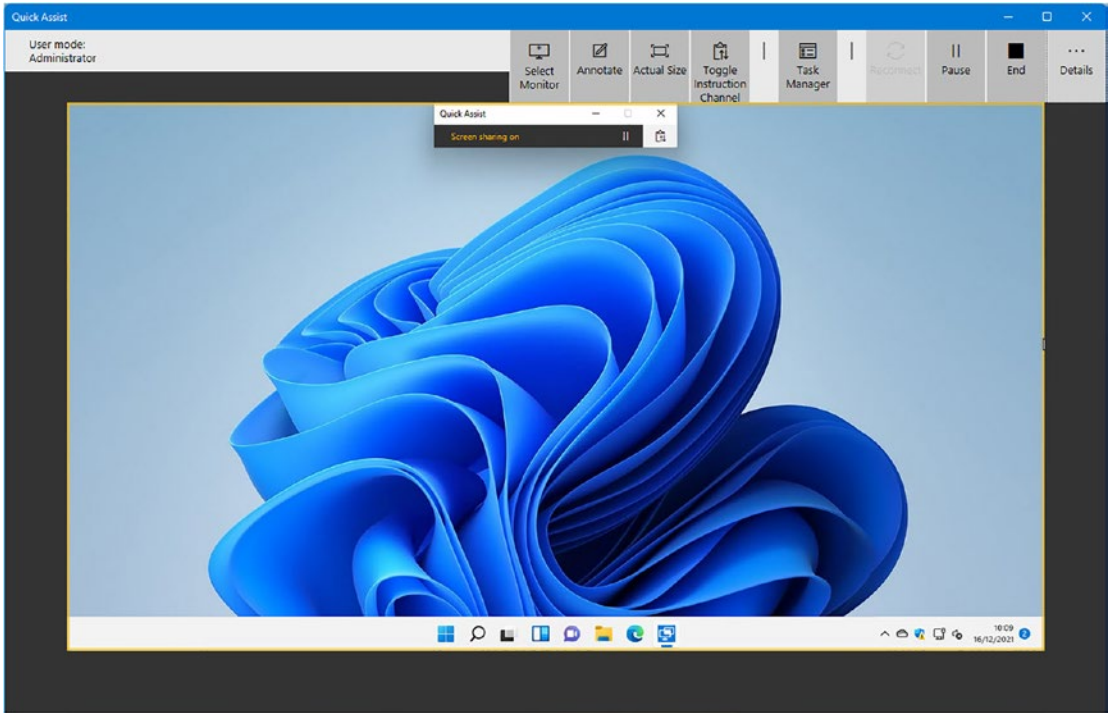 Quick Assist
User mode:
Administrator
Select
Monitor
Annotate
Actual Size
Toggle
Instruction
Channel
Task
Manager
Reconnect
Pause
End
Details
Quick Assist
Screen sharing on
10:09
16/12/2021
2